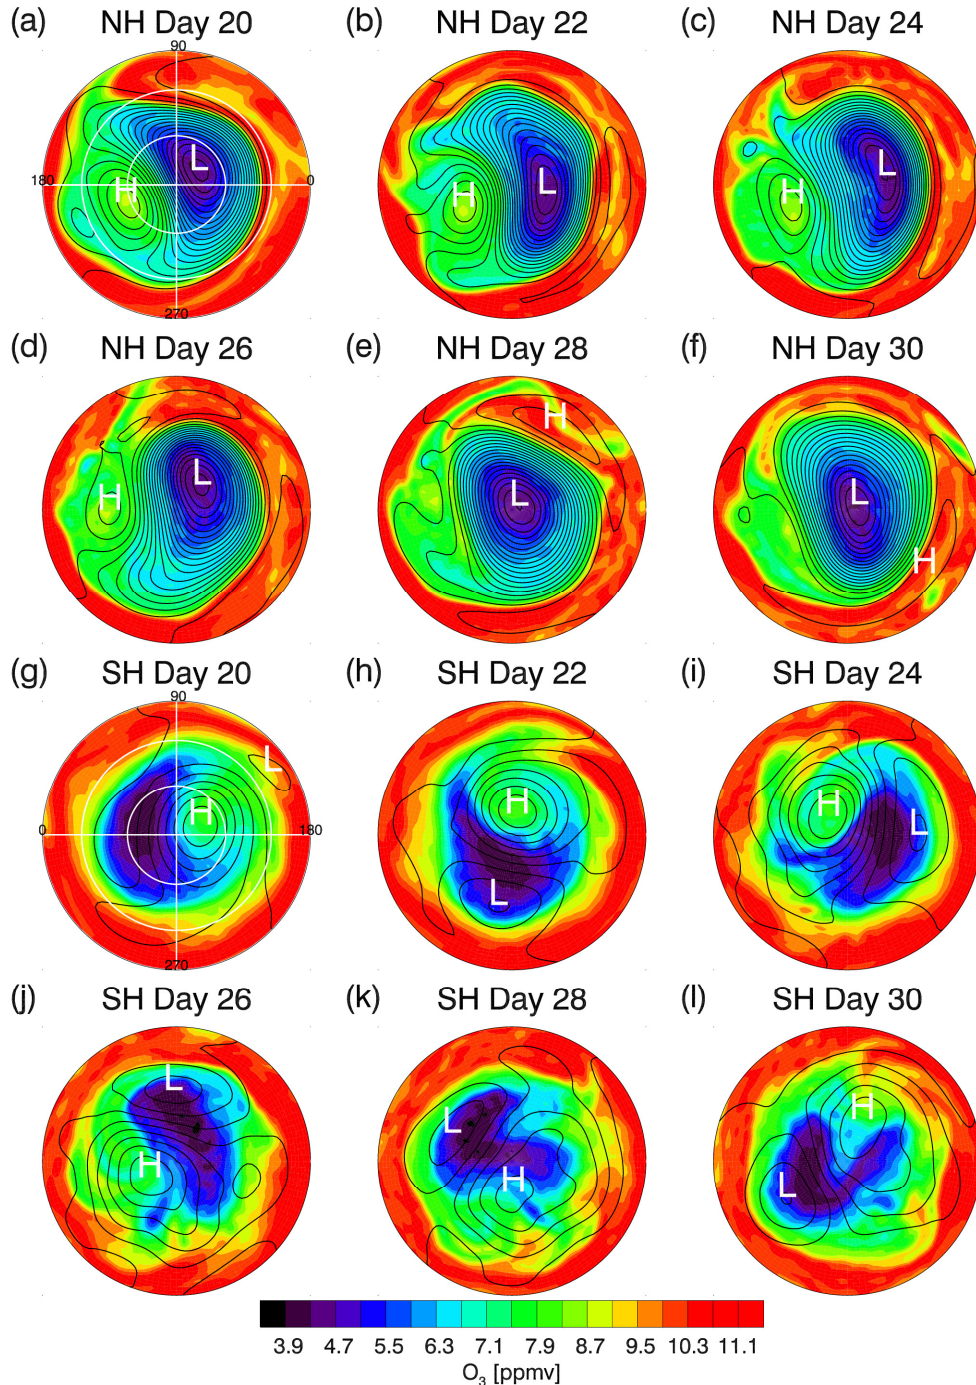 (a) NH Day 20 (b) NH Day 22 (c) NH Day 24
90
L
H
180 0
270
H L
H L
(d) NH Day 26 (e) NH Day 28 (f) NH Day 30
H L
H
L
L
H
(g) SH Day 20 (h) SH Day 22 (i) SH Day 24
90
L
H
0 180
270
H
L
H
L
(j) SH Day 26 (k) SH Day 28 (l) SH Day 30
L
H
L
H
H
L
3.9 4.7 5.5 6.3 7.1 7.9 8.7 9.5 10.3 11.1
O₃ [ppmv]